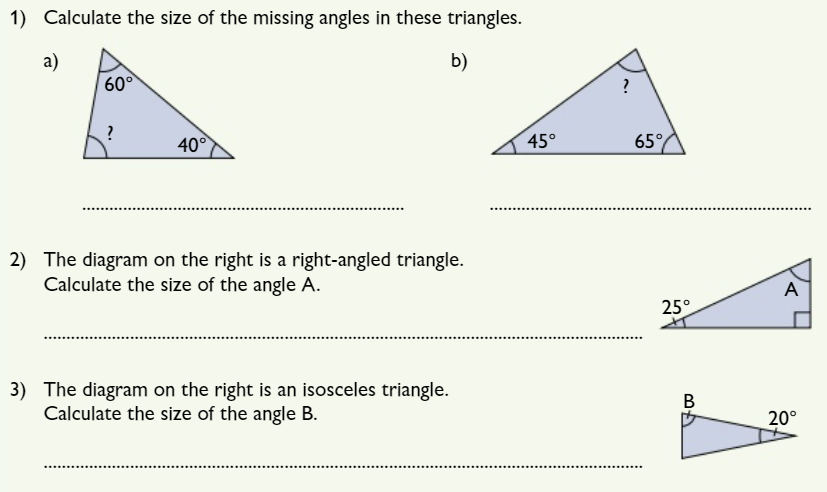 1) Calculate the size of the missing angles in these triangles.
a)
60°
?
40°
b)
?
45°
65°
2) The diagram on the right is a right-angled triangle.
Calculate the size of the angle A.
25°
A
3) The diagram on the right is an isosceles triangle.
Calculate the size of the angle B.
B
20°